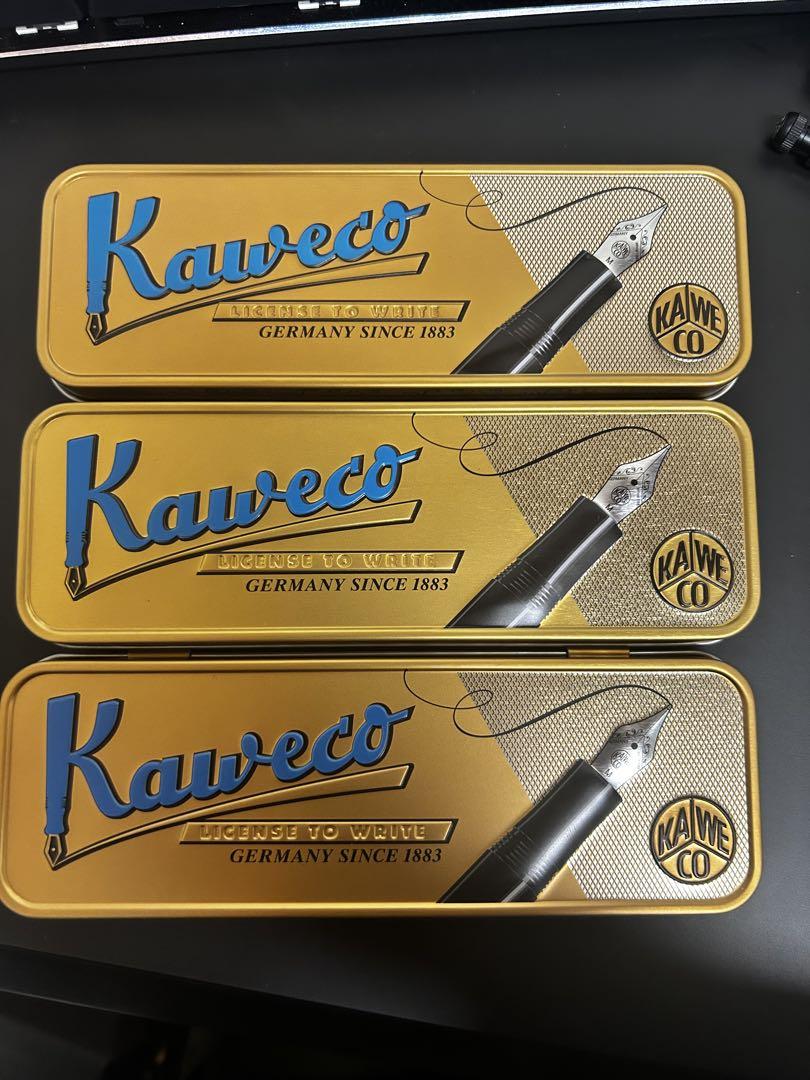 Kaweco
LICENSE TO WRITE
GERMANY SINCE 1883
M
KA WE
CO
Kaweco
LICENSE TO WRITE
GERMANY SINCE 1883
M
KA WE
CO
Kaweco
LICENSE TO WRITE
GERMANY SINCE 1883
M
KA WE
CO